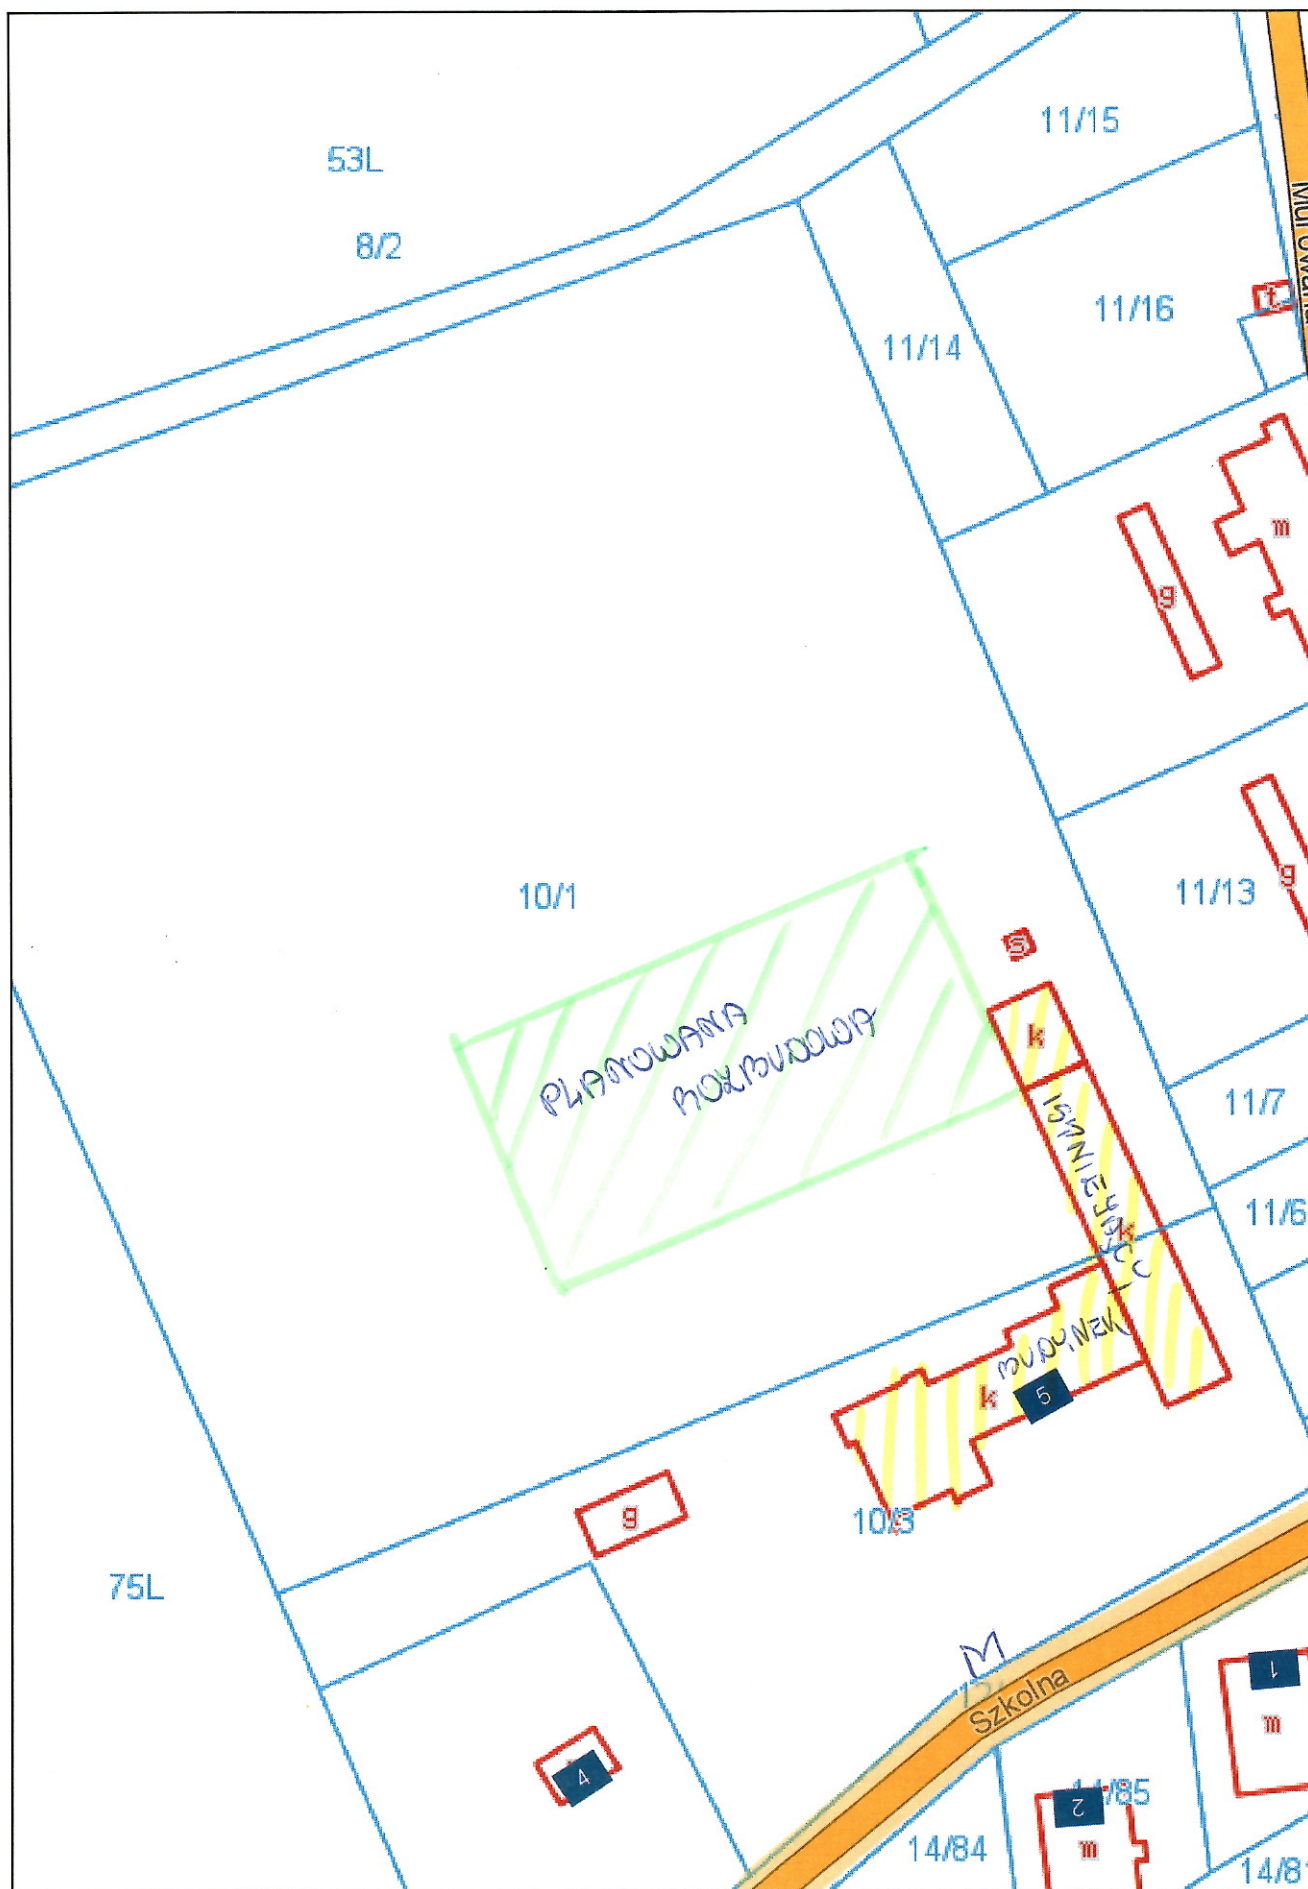 11/15
53L
8/2
11/16
t
11/14
m
g
g
10/1
11/13
s
k
PLANOWANA
ROZBUDOWA
11/7
ISTNIEJĄCY
k
11/6
BUDYNEK
k
5
g
10/3
75L
Szkolna
1
m
4
2
14/85
m
14/84